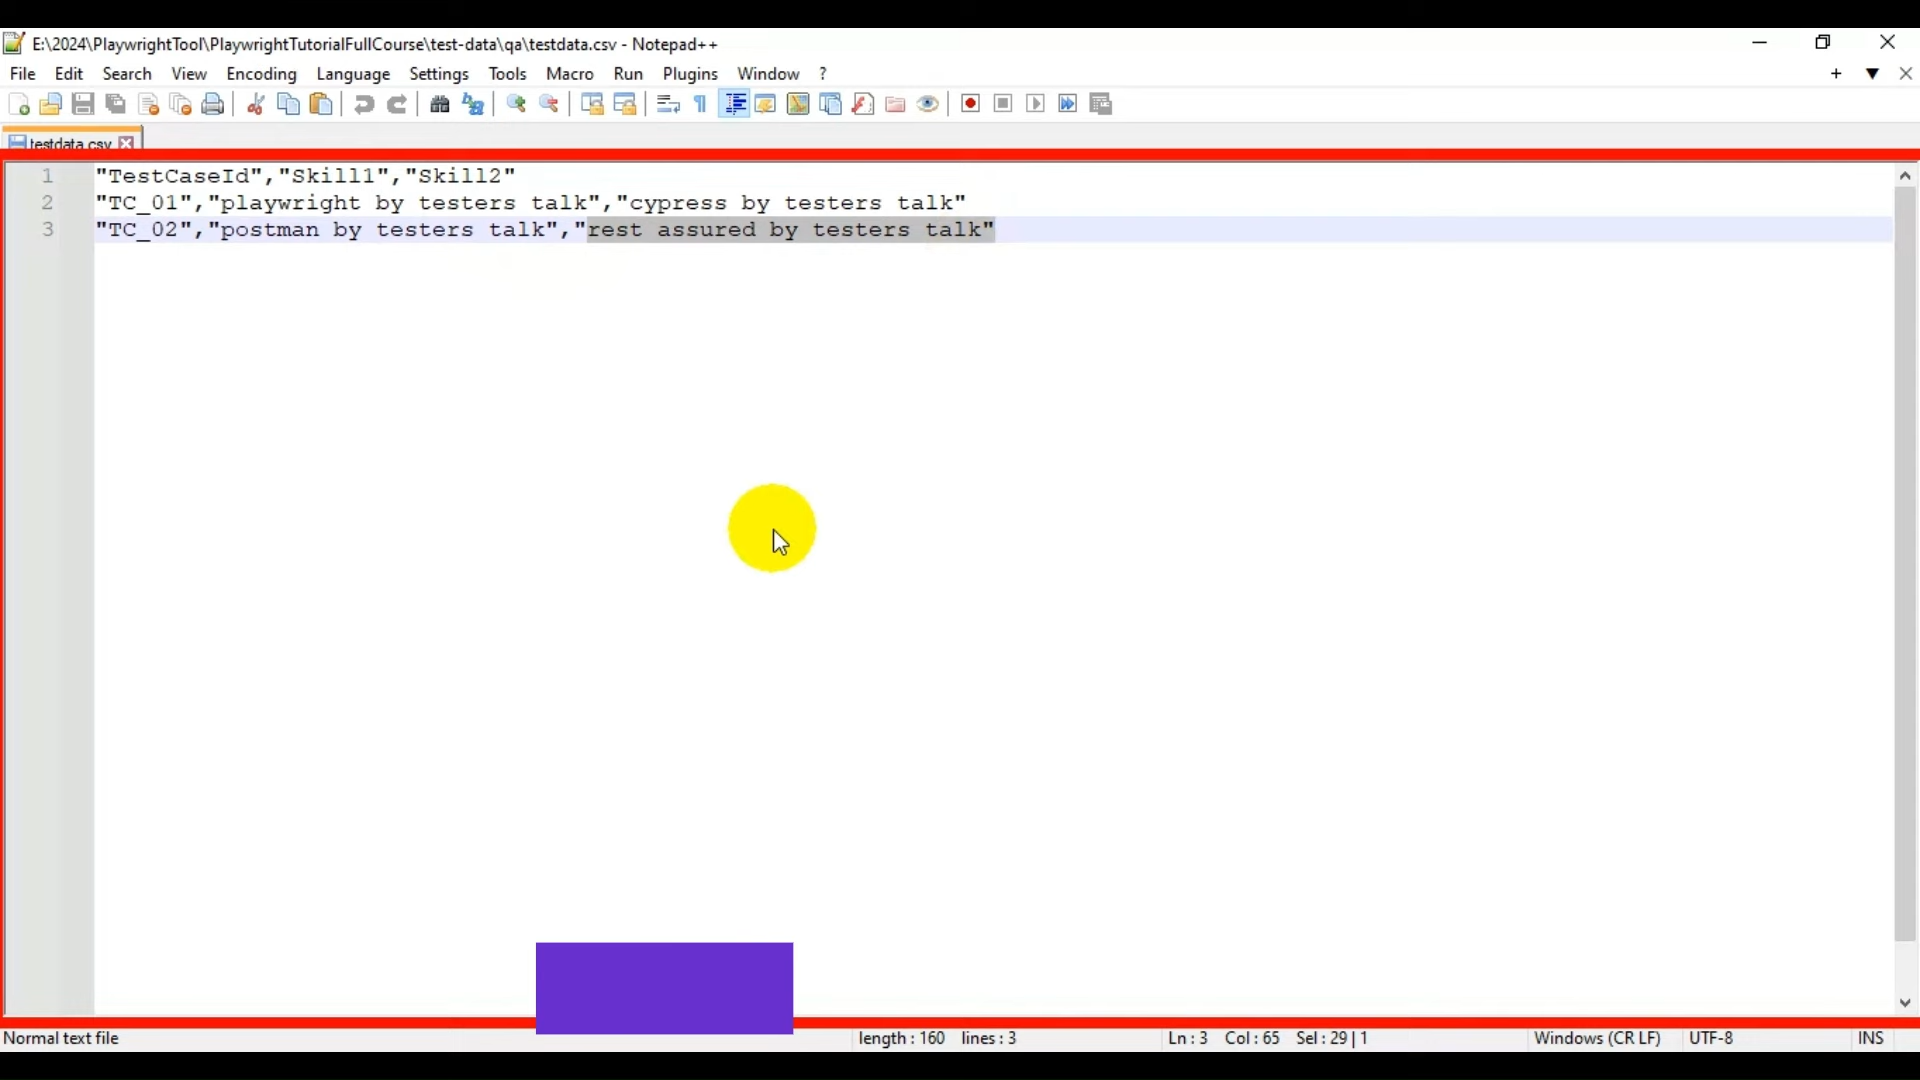 E:\2024\PlaywrightTool\PlaywrightTutorialFullCourse\test-data\qa\testdata.csv - Notepad++
File Edit Search View Encoding Language Settings Tools Macro Run Plugins Window ?
testdata.csv
1 "TestCaseId","Skill1","Skill2"
2 "TC_01","playwright by testers talk","cypress by testers talk"
3 "TC_02","postman by testers talk","rest assured by testers talk"
Normal text file length : 160 lines : 3 Ln : 3 Col : 65 Sel : 29 | 1 Windows (CR LF) UTF-8 INS